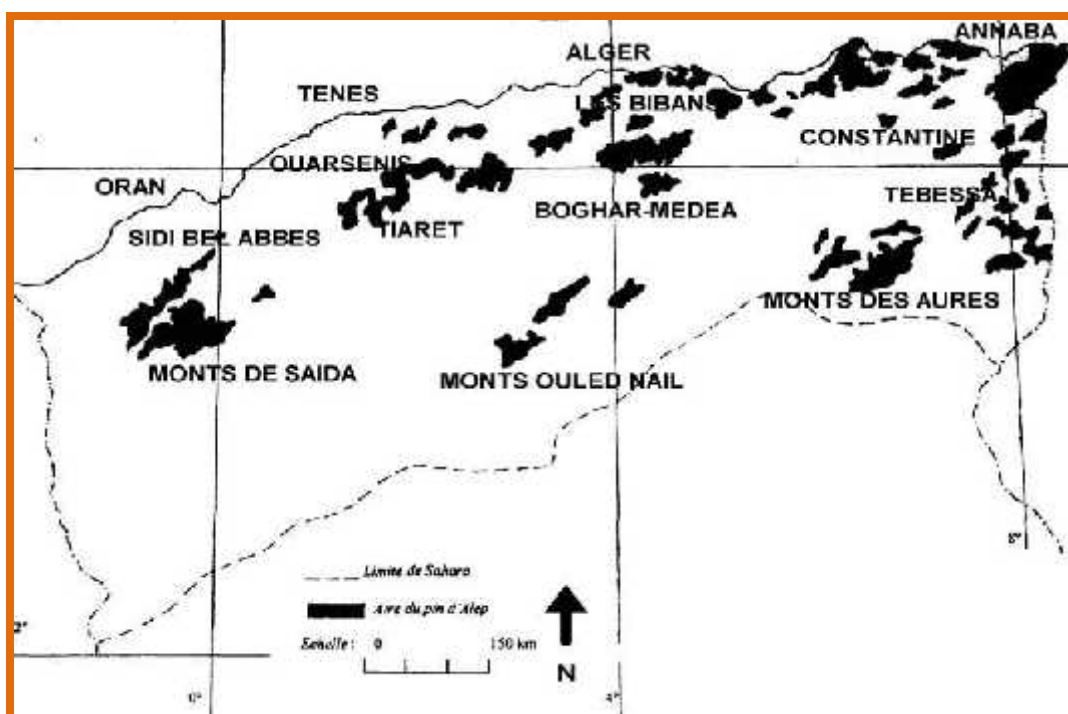 ANNABA
ALGER
TENES
LES BIBANS
CONSTANTINE
OUARSENIS
ORAN
TEBESSA
BOGHAR-MEDEA
TIARET
SIDI BEL ABBES
MONTS DES AURES
MONTS DE SAIDA
MONTS OULED NAIL
8°
Limite de Sahara
Aire du pin d'Alep
Echelle : 0 150 km
2°
N
0°
4°